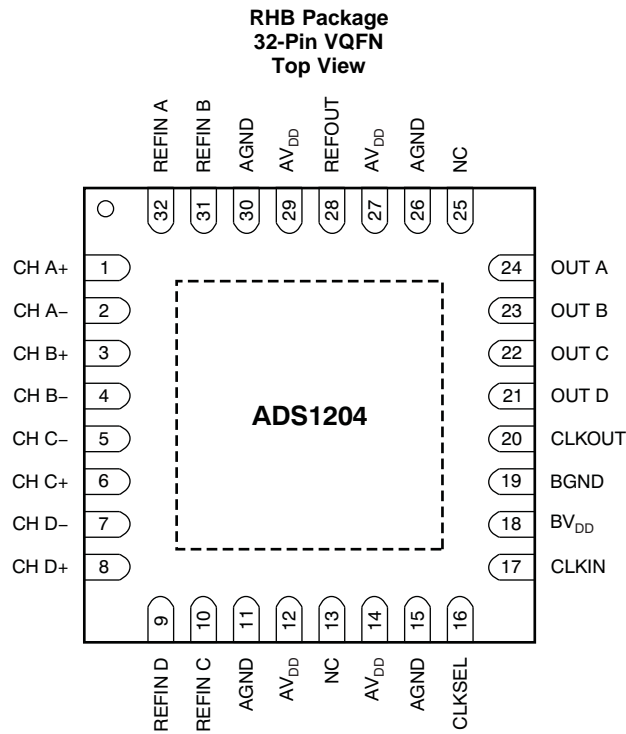 RHB Package
32-Pin VQFN
Top View
REFIN A
REFIN B
AGND
AVDD
REFOUT
AVDD
AGND
NC
32
31
30
29
28
27
26
25
CH A+ 1
CH A− 2
CH B+ 3
CH B− 4
CH C− 5
CH C+ 6
CH D− 7
CH D+ 8
ADS1204
24 OUT A
23 OUT B
22 OUT C
21 OUT D
20 CLKOUT
19 BGND
18 BVDD
17 CLKIN
9
10
11
12
13
14
15
16
REFIN D
REFIN C
AGND
AVDD
NC
AVDD
AGND
CLKSEL